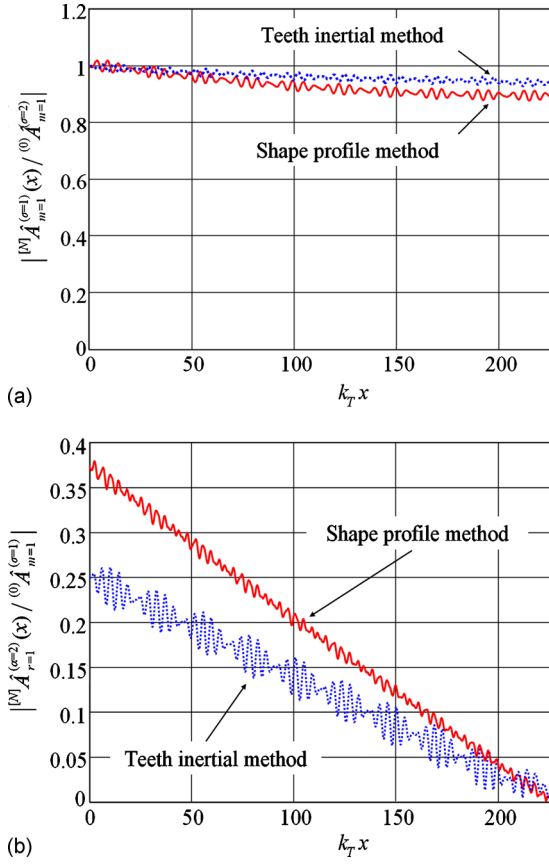 1.2
Teeth inertial method
1
0.8
Shape profile method
0.6
0.4
0.2
0
0 50 100 150 200
|[N]Â(σ=1)m=1(x) / (0)Â(σ=2)m=1|
k_T x
(a)
0.4
0.35
Shape profile method
0.3
0.25
0.2
0.15
0.1
Teeth inertial method
0.05
0
0 50 100 150 200
|[N]Â(α=2)r=1(x) / (0)Â(σ=1)m=1|
k_T x
(b)